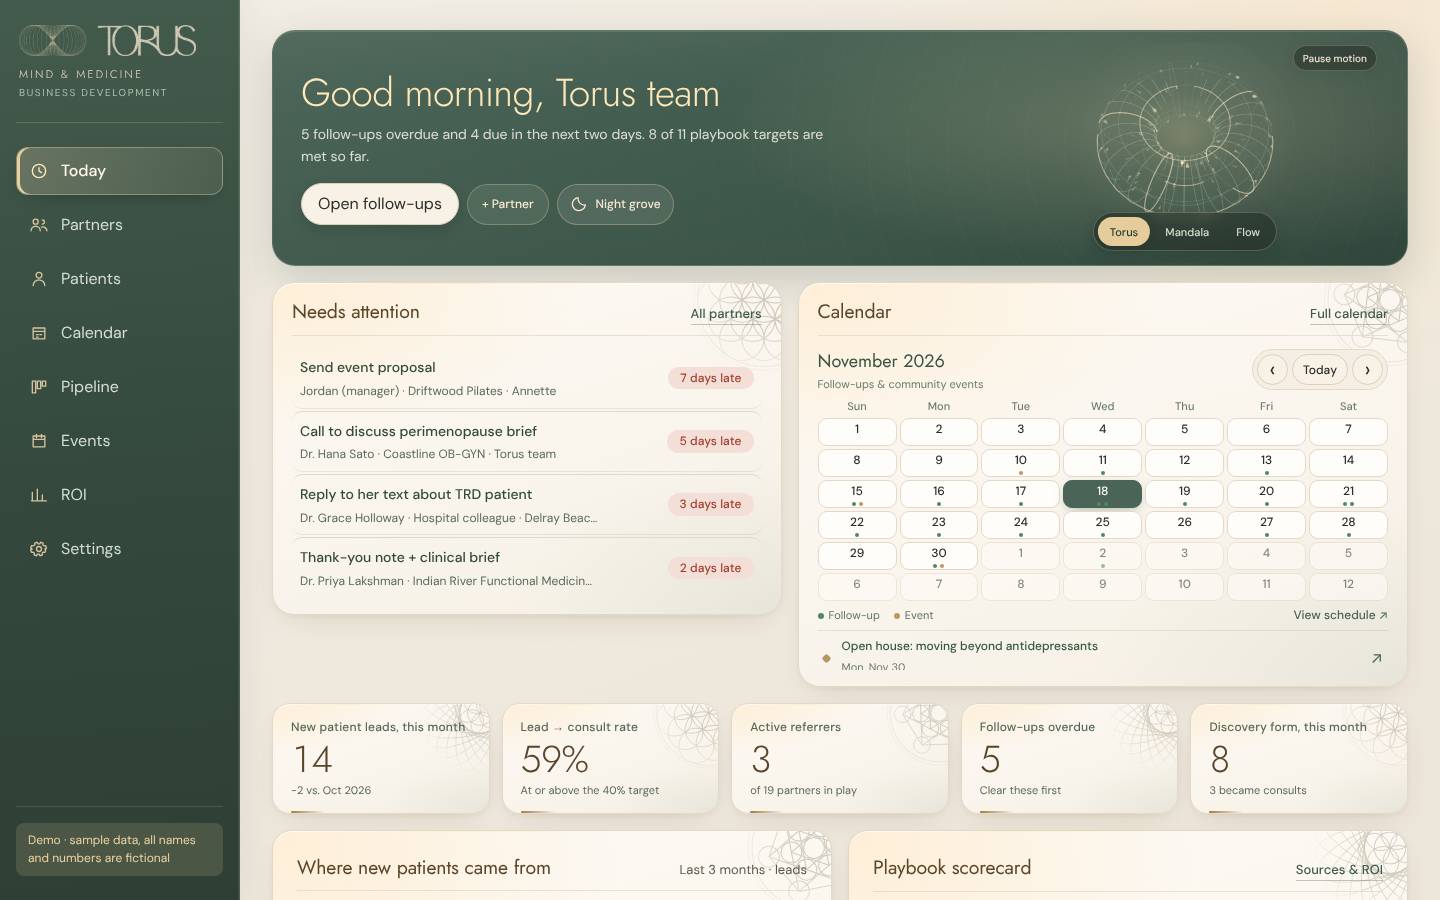 TORUS
MIND & MEDICINE
BUSINESS DEVELOPMENT
Today
Partners
Patients
Calendar
Pipeline
Events
ROI
Settings
Demo · sample data, all names
and numbers are fictional
Good morning, Torus team
5 follow-ups overdue and 4 due in the next two days. 8 of 11 playbook targets are
met so far.
Open follow-ups
+ Partner
Night grove
Pause motion
Torus
Mandala
Flow
Needs attention
All partners
Send event proposal
Jordan (manager) · Driftwood Pilates · Annette
7 days late
Call to discuss perimenopause brief
Dr. Hana Sato · Coastline OB-GYN · Torus team
5 days late
Reply to her text about TRD patient
Dr. Grace Holloway · Hospital colleague · Delray Beac…
3 days late
Thank-you note + clinical brief
Dr. Priya Lakshman · Indian River Functional Medicin…
2 days late
Calendar
Full calendar
November 2026
Follow-ups & community events
‹ Today ›
Sun Mon Tue Wed Thu Fri Sat
1 2 3 4 5 6 7
8 9 10 11 12 13 14
15 16 17 18 19 20 21
22 23 24 25 26 27 28
29 30 1 2 3 4 5
6 7 8 9 10 11 12
Follow-up
Event
View schedule ↗
Open house: moving beyond antidepressants
Mon, Nov 30
↗
New patient leads, this month
14
-2 vs. Oct 2026
Lead → consult rate
59%
At or above the 40% target
Active referrers
3
of 19 partners in play
Follow-ups overdue
5
Clear these first
Discovery form, this month
8
3 became consults
Where new patients came from
Last 3 months · leads
Playbook scorecard
Sources & ROI